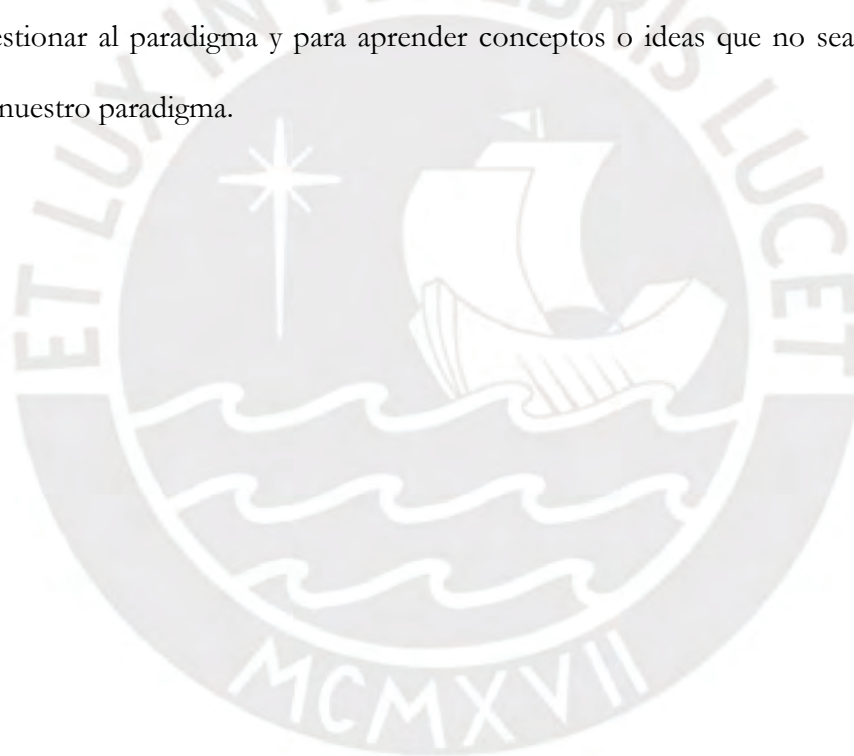 estionar al paradigma y para aprender conceptos o ideas que no sea
nuestro paradigma.
ET LUX IN TENEBRIS LUCET
MCMXVII